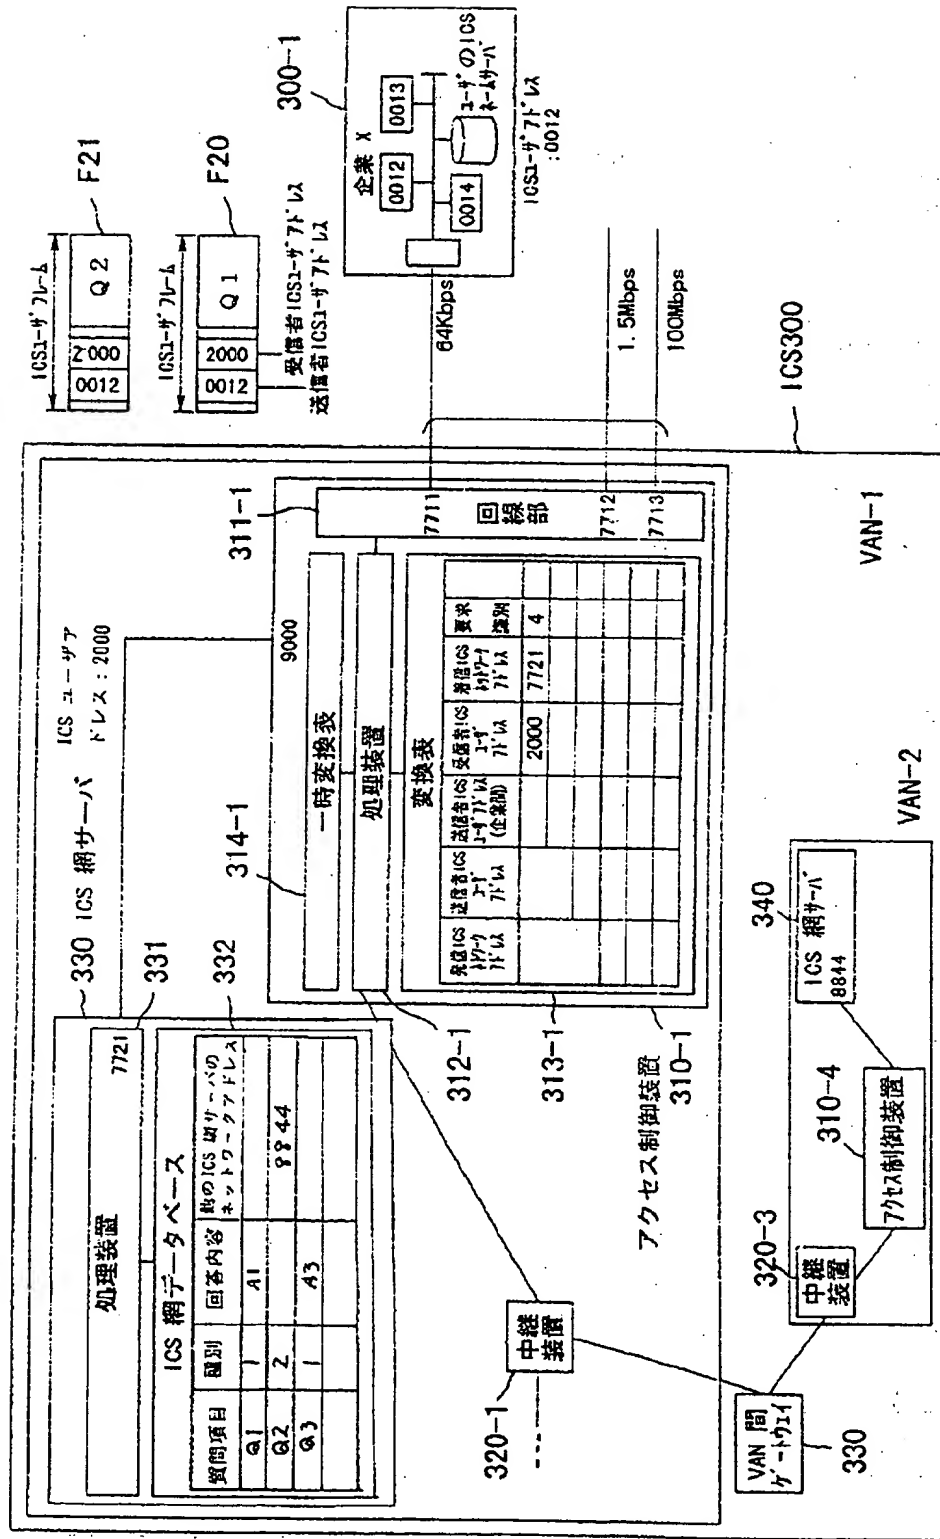 330 ICS 網サーバ
ICS ユーザア
ドレス:2000
処理装置
7721
331
ICS 網データベース
332
質問項目 種別 回答内容 他のICS 網サーバの
ネットワークアドレス
Q1 1 A1
Q2 2 8844
Q3 1 A3
9000
314-1
一時変換表
処理装置
312-1
変換表
発信ICS
ネットワーク
アドレス
送信者ICS
ユーザ
アドレス
送信者ICS
ユーザアドレス
(企業間)
受信者ICS
ユーザ
アドレス
着信ICS
ネットワーク
アドレス
要求
識別
2000 7721 4
313-1
アクセス制御装置
310-1
311-1
回線部
7711
7712
7713
ICSユーザフレーム
0012 2000 Q2
F21
ICSユーザフレーム
0012 2000 Q1
F20
受信者ICSユーザアドレス
送信者ICSユーザアドレス
300-1
企業 X
0012
0013
0014
ユーザのICS
ネームサーバ
ICSユーザアドレス
:0012
64Kbps
1.5Mbps
100Mbps
ICS300
VAN-1
320-1
中継
装置
VAN 間
ゲートウェイ
330
VAN-2
320-3
中継
装置
310-4
アクセス制御装置
340
ICS 網サーバ
8844